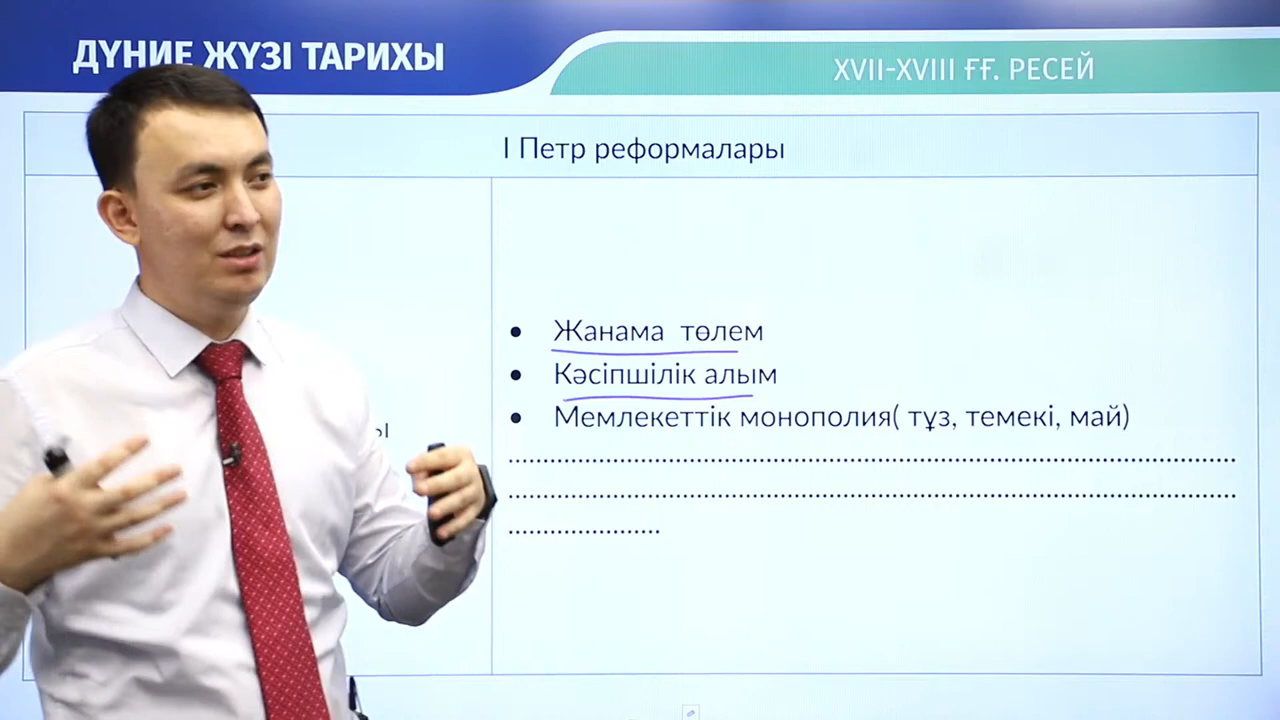 ДҮНИЕ ЖҮЗІ ТАРИХЫ
XVII-XVIII ҒҒ. РЕСЕЙ
І Петр реформалары
• Жанама төлем
• Кәсіпшілік алым
• Мемлекеттік монополия( тұз, темекі, май)